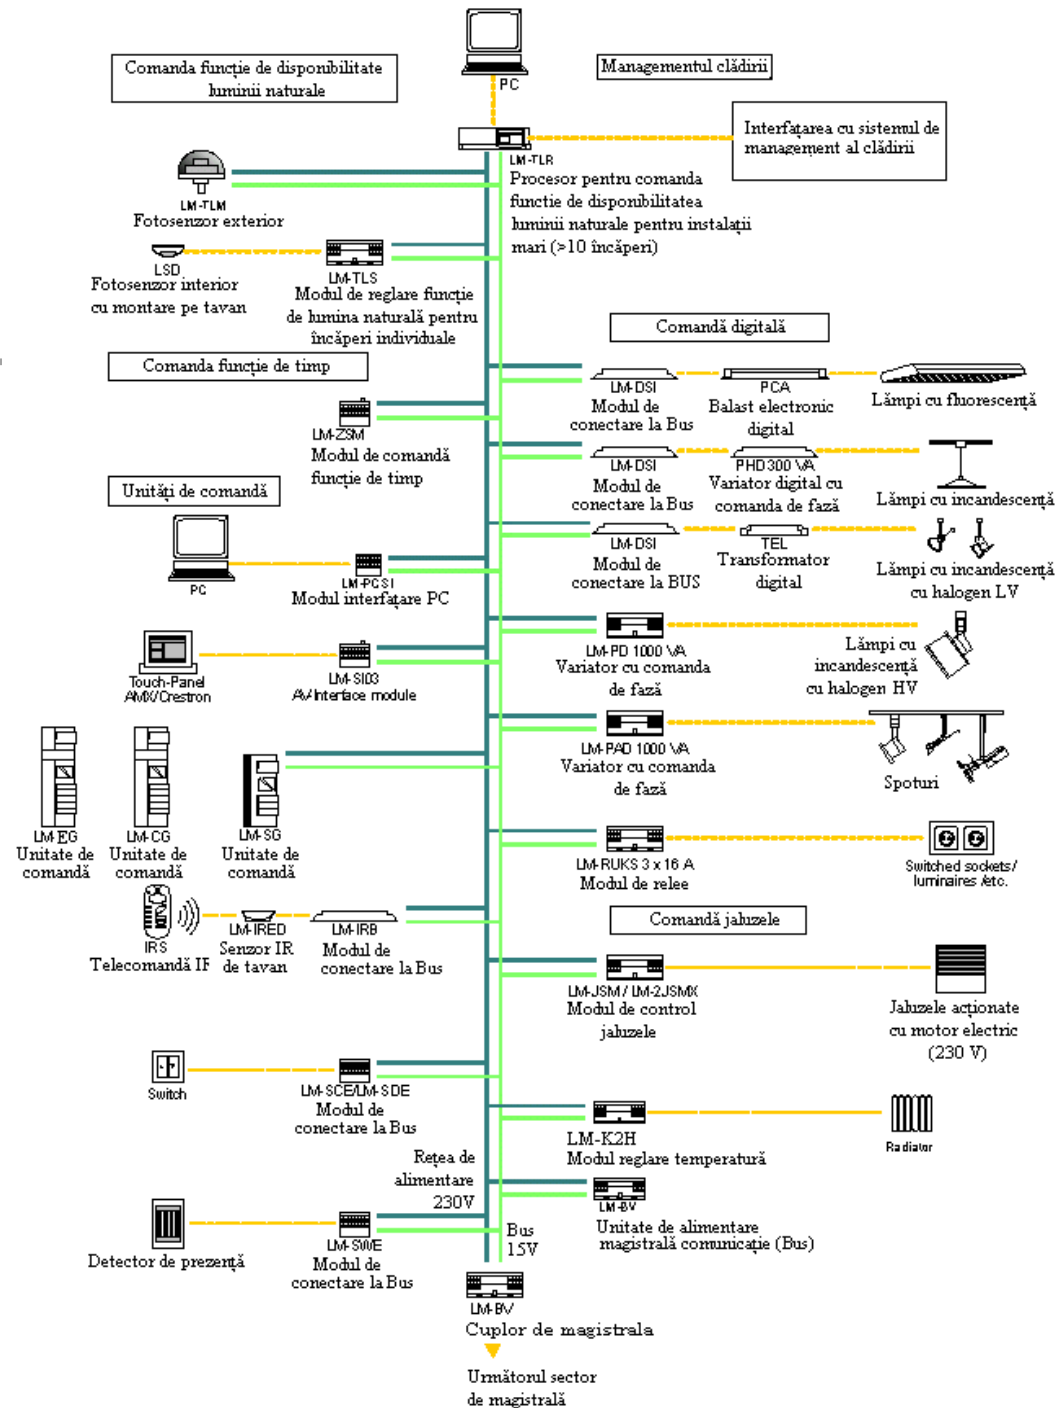 Comanda funcție de disponibilitate
luminii naturale
PC
Managementul clădirii
Interfațarea cu sistemul de
management al clădirii
LM-TLR
Procesor pentru comanda
functie de disponibilitatea
luminii naturale pentru instalații
mari (>10 încăperi)
LM-TLM
Fotosenzor exterior
LSD
Fotosenzor interior
cu montare pe tavan
LM-TLS
Modul de reglare funcție
de lumina naturală pentru
încăperi individuale
Comandă digitală
Comanda funcție de timp
LM-DSI
Modul de
conectare la Bus
PCA
Balast electronic
digital
Lămpi cu fluorescență
LM-ZSM
Modul de comandă
funcție de timp
LM-DSI
Modul de
conectare la Bus
PHD300 VA
Variator digital cu
comanda de fază
Lămpi cu incandescență
Unități de comandă
LM-DSI
Modul de
conectare la BUS
TEL
Transformator
digital
Lămpi cu incandescență
cu halogen LV
PC
LM-PCSI
Modul interfațare PC
LM-PD 1000 VA
Variator cu comanda
de fază
Lămpi cu
incandescență
cu halogen HV
Touch-Panel
AMX/Crestron
LM-SI03
AV-Interface module
LM-PAD 1000 VA
Variator cu comanda
de fază
Spoturi
LM-EG
Unitate de
comandă
LM-CG
Unitate de
comandă
LM-SG
Unitate de
comandă
LM-RUKS 3 x 16 A
Modul de relee
Switched sockets/
luminaires /etc.
IRS
Telecomandă IF
LM-IRED
Senzor IR
de tavan
LM-IRB
Modul de
conectare la Bus
Comandă jaluzele
LM-JSM / LM-2JSMX
Modul de control
jaluzele
Jaluzele acționate
cu motor electric
(230 V)
Switch
LM-SCE/LM-SDE
Modul de
conectare la Bus
LM-K2H
Modul reglare temperatură
Radiator
Rețea de
alimentare
230V
LM-BV
Unitate de alimentare
magistrală comunicație (Bus)
Detector de prezență
LM-SWE
Modul de
conectare la Bus
Bus
15V
LM-BV
Cuplor de magistrala
Următorul sector
de magistrală